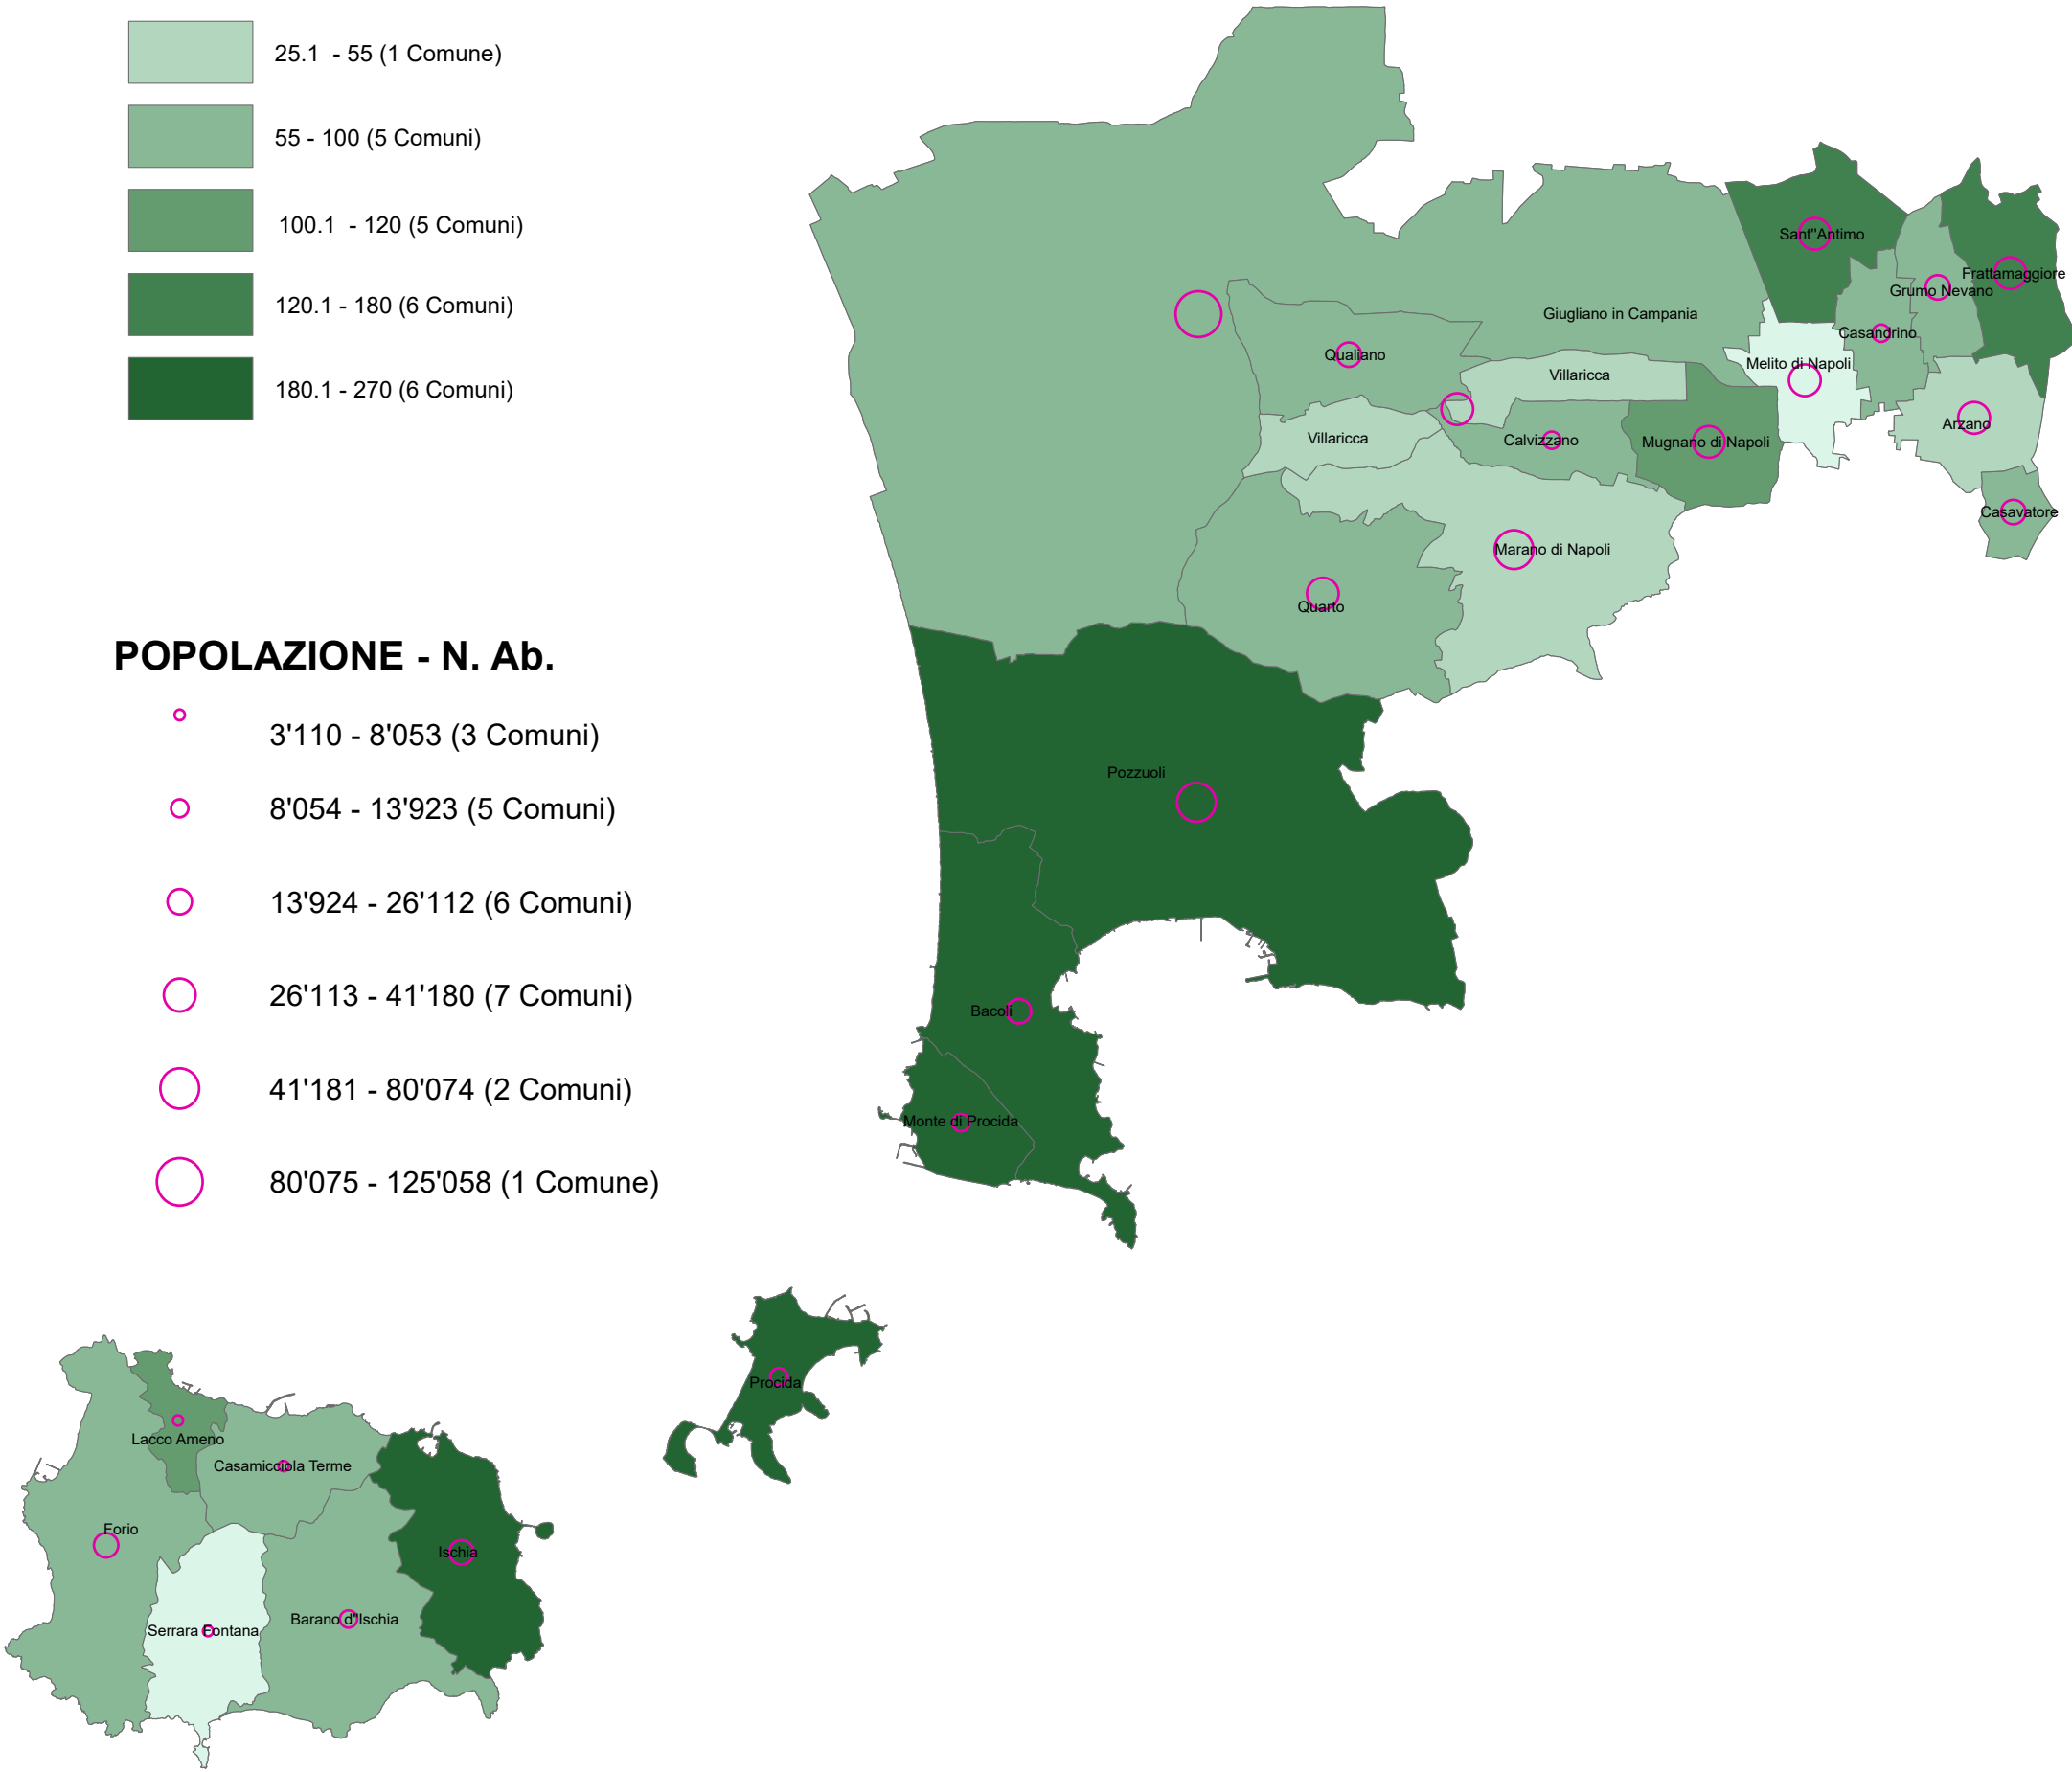 25.1 - 55 (1 Comune)
55 - 100 (5 Comuni)
100.1 - 120 (5 Comuni)
120.1 - 180 (6 Comuni)
180.1 - 270 (6 Comuni)
POPOLAZIONE - N. Ab.
3'110 - 8'053 (3 Comuni)
8'054 - 13'923 (5 Comuni)
13'924 - 26'112 (6 Comuni)
26'113 - 41'180 (7 Comuni)
41'181 - 80'074 (2 Comuni)
80'075 - 125'058 (1 Comune)
Sant''Antimo
Frattamaggiore
Grumo Nevano
Giugliano in Campania
Casandrino
Qualiano
Melito di Napoli
Villaricca
Arzano
Villaricca
Calvizzano
Mugnano di Napoli
Casavatore
Marano di Napoli
Quarto
Pozzuoli
Bacoli
Monte di Procida
Procida
Lacco Ameno
Casamicciola Terme
Forio
Ischia
Barano d''Ischia
Serrara Fontana